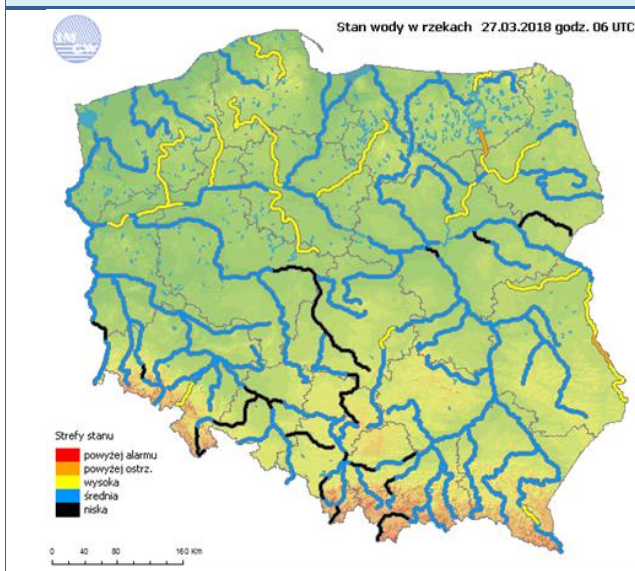 Stan wody w rzekach 27.03.2018 godz. 06 UTC
Strefy stanu
powyżej alarmu
powyżej ostrz.
wysoka
średnia
niska
0 40 80 160 Km